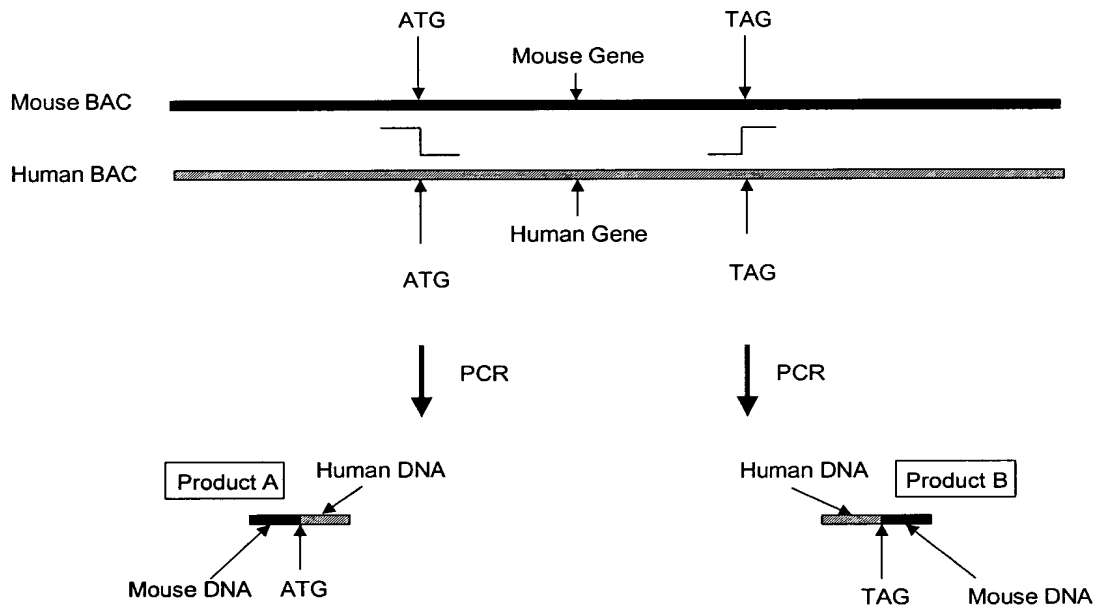 ATG
TAG
Mouse Gene
Mouse BAC
Human BAC
Human Gene
ATG
TAG
PCR
PCR
Human DNA
Product A
Human DNA
Product B
Mouse DNA
ATG
TAG
Mouse DNA